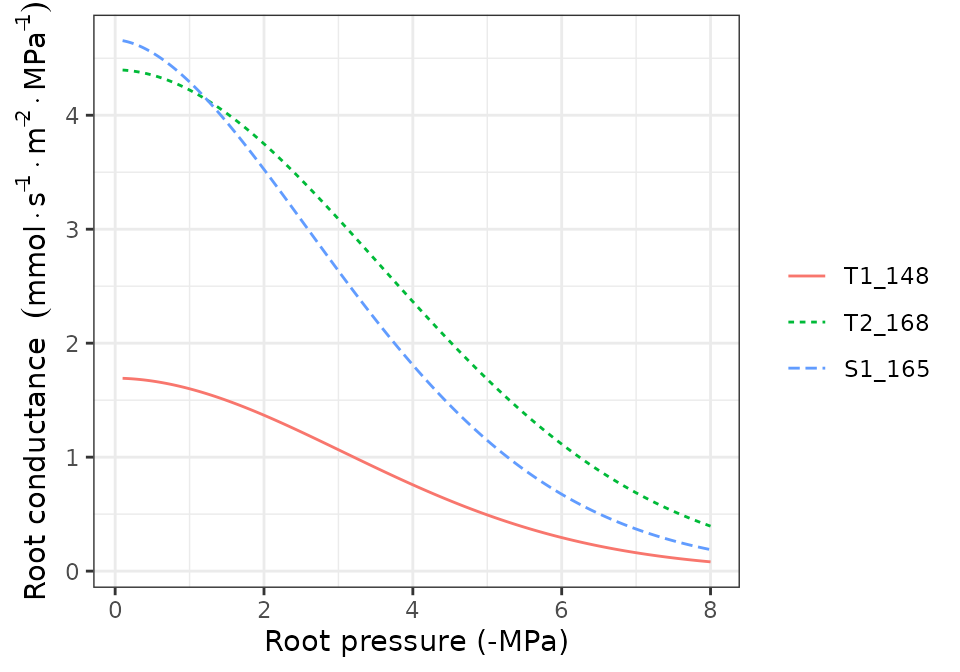 Root conductance (mmol · s⁻¹ · m⁻² · MPa⁻¹)
4
3
2
1
0
0 2 4 6 8
Root pressure (-MPa)
T1_148
T2_168
S1_165